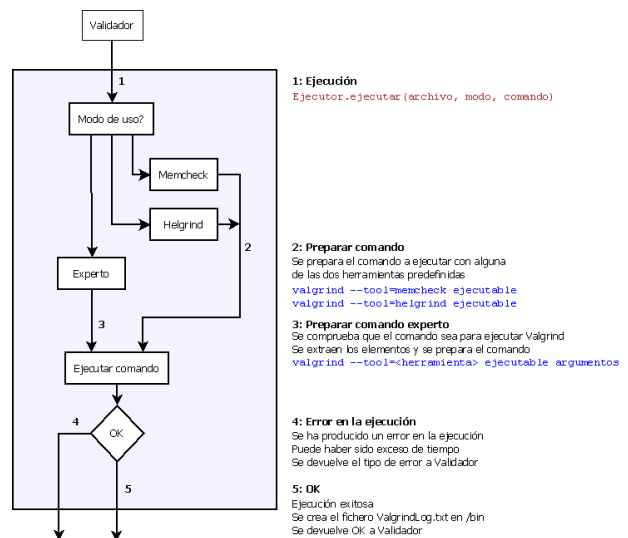 Validador
1
Modo de uso?
Memcheck
Helgrind
2
Experto
3
Ejecutar comando
4
OK
5
1: Ejecución
Ejecutor.ejecutar(archivo, modo, comando)
2: Preparar comando
Se prepara el comando a ejecutar con alguna
de las dos herramientas predefinidas
valgrind --tool=memcheck ejecutable
valgrind --tool=helgrind ejecutable
3: Preparar comando experto
Se comprueba que el comando sea para ejecutar Valgrind
Se extraen los elementos y se prepara el comando
valgrind --tool=<herramienta> ejecutable argumentos
4: Error en la ejecución
Se ha producido un error en la ejecución
Puede haber sido exceso de tiempo
Se devuelve el tipo de error a Validador
5: OK
Ejecución exitosa
Se crea el fichero ValgrindLog.txt en /bin
Se devuelve OK a Validador